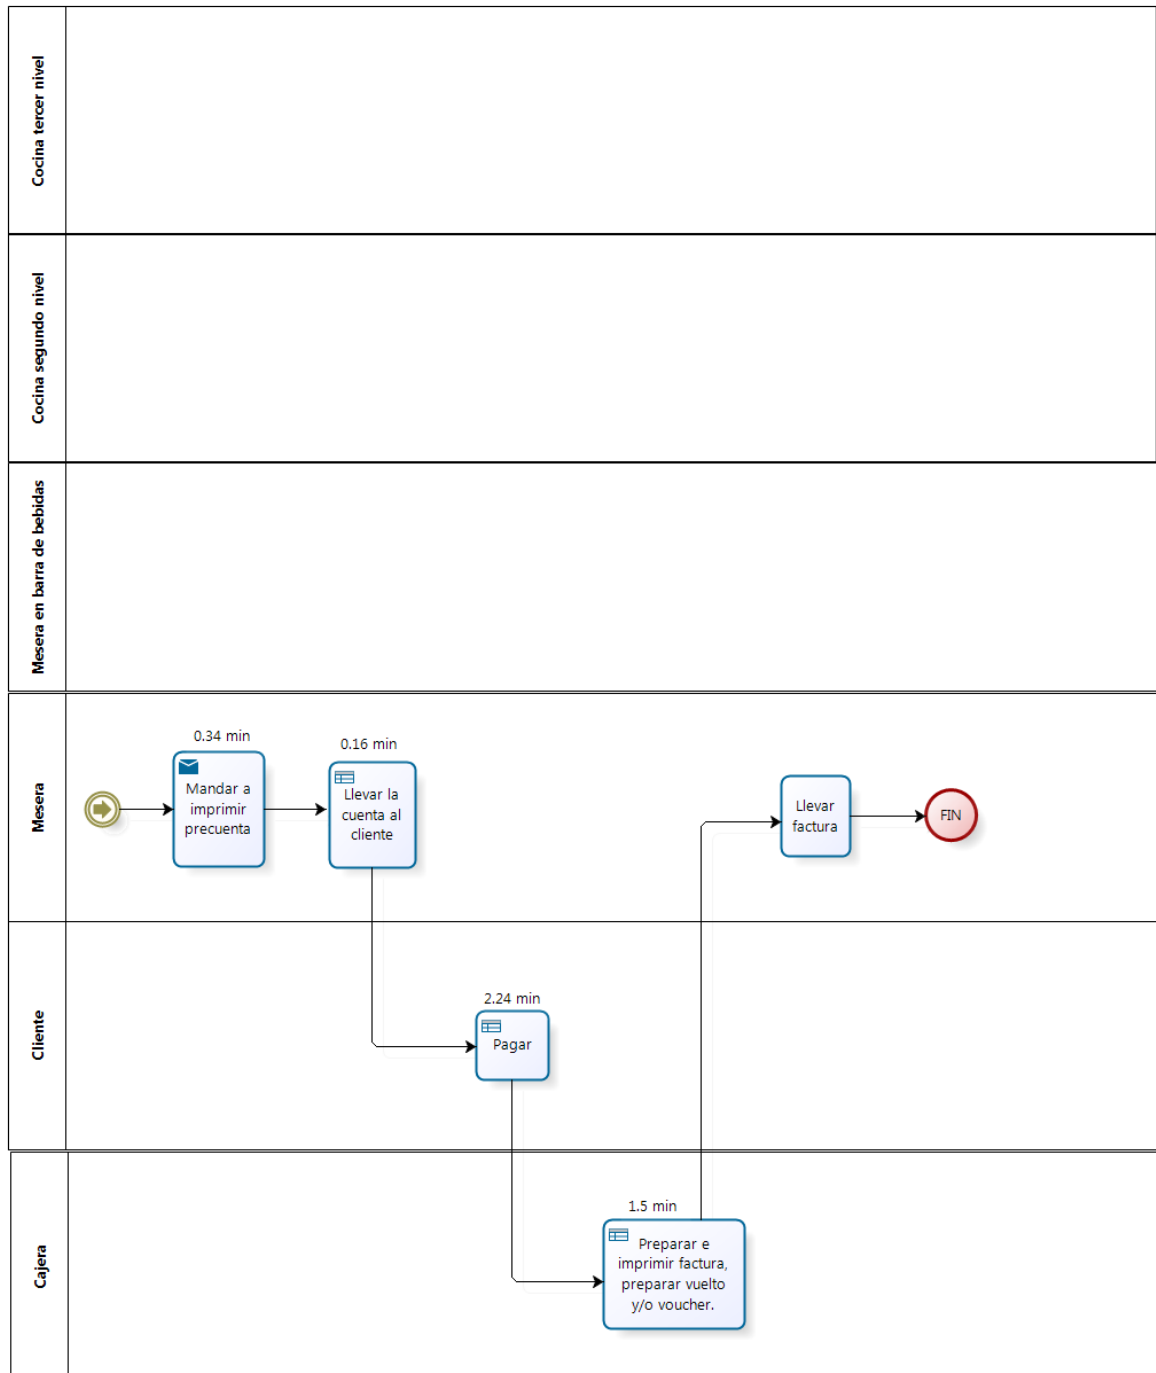 Cocina tercer nivel
Cocina segundo nivel
Mesera en barra de bebidas
Mesera
0.34 min
Mandar a
imprimir
precuenta
0.16 min
Llevar la
cuenta al
cliente
Llevar
factura
FIN
Cliente
2.24 min
Pagar
Cajera
1.5 min
Preparar e
imprimir factura,
preparar vuelto
y/o voucher.